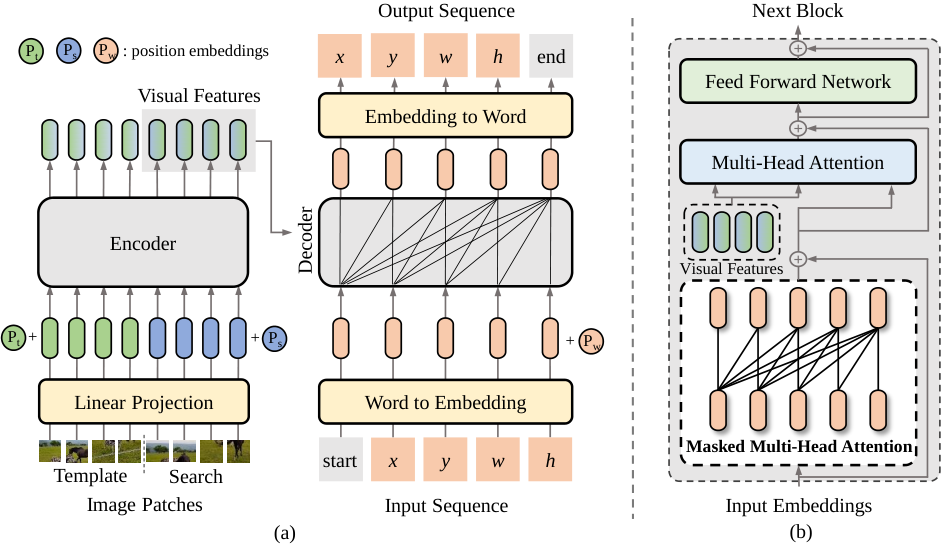 Output Sequence
Next Block
Pt Ps Pw : position embeddings
x y w h end
Visual Features
Embedding to Word
Encoder
Decoder
Pt + + Ps
+ Pw
Linear Projection
Word to Embedding
start x y w h
Template Search
Image Patches
Input Sequence
(a)
+
Feed Forward Network
+
Multi-Head Attention
Visual Features
+
Masked Multi-Head Attention
Input Embeddings
(b)